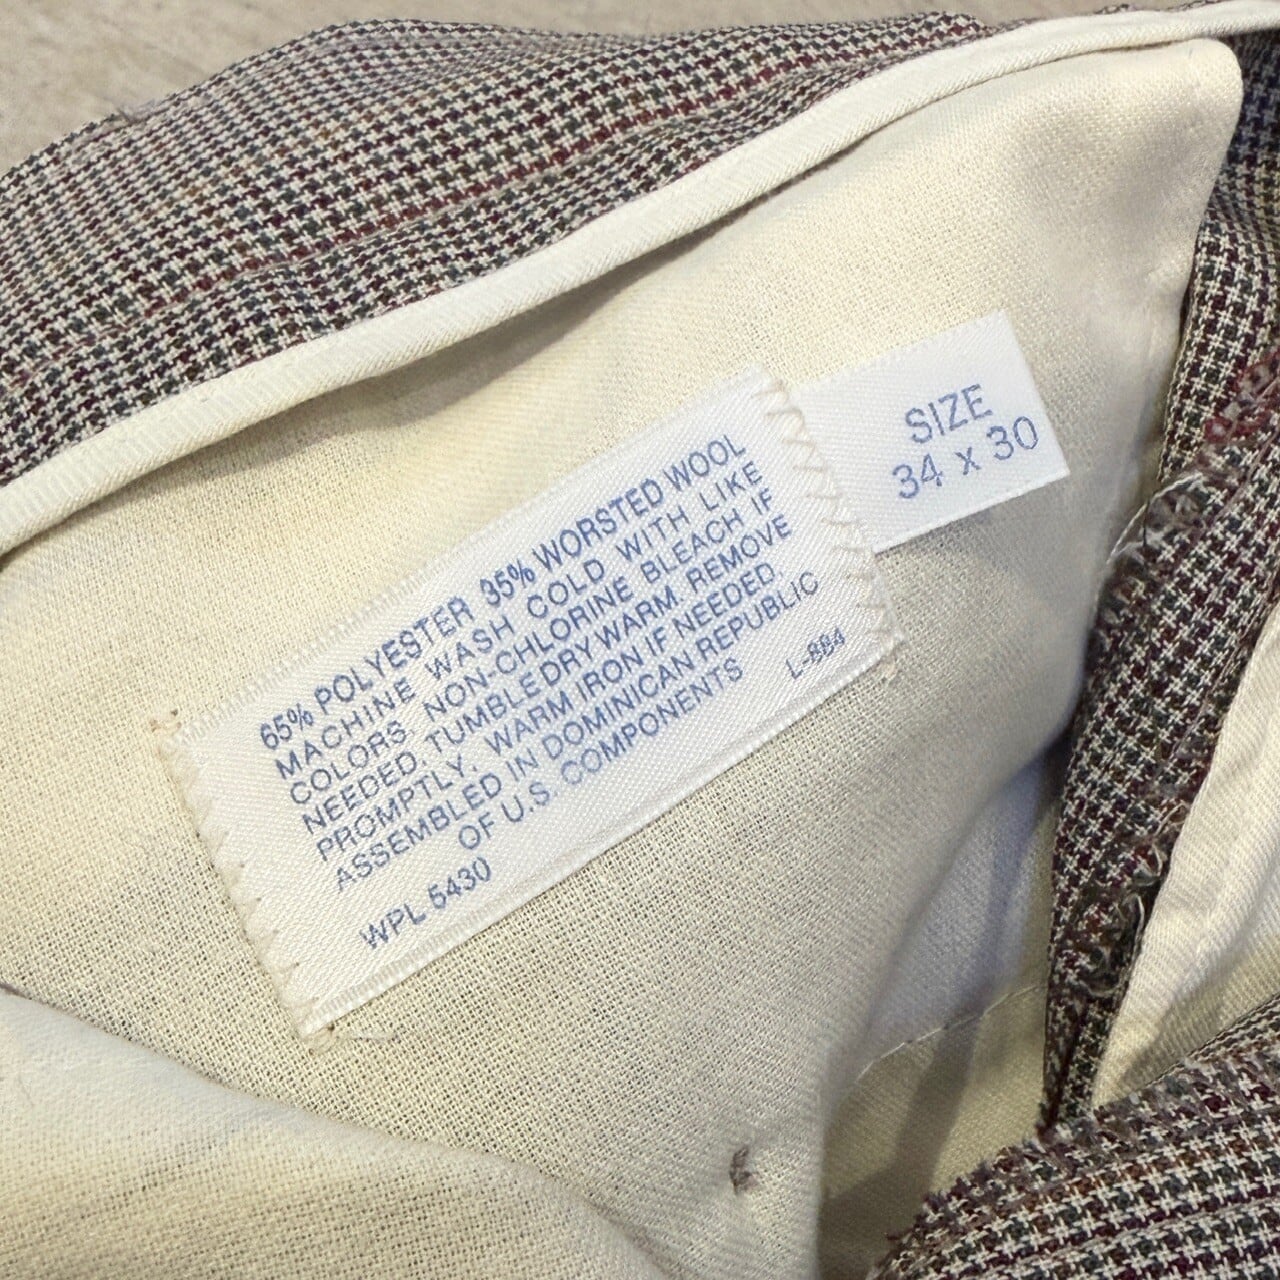 SIZE
34 x 30
65% POLYESTER 35% WORSTED WOOL
MACHINE WASH COLD WITH LIKE
COLORS. NON-CHLORINE BLEACH IF
NEEDED. TUMBLE DRY WARM. REMOVE
PROMPTLY. WARM IRON IF NEEDED.
ASSEMBLED IN DOMINICAN REPUBLIC
OF U.S. COMPONENTS
WPL 5430 L-884